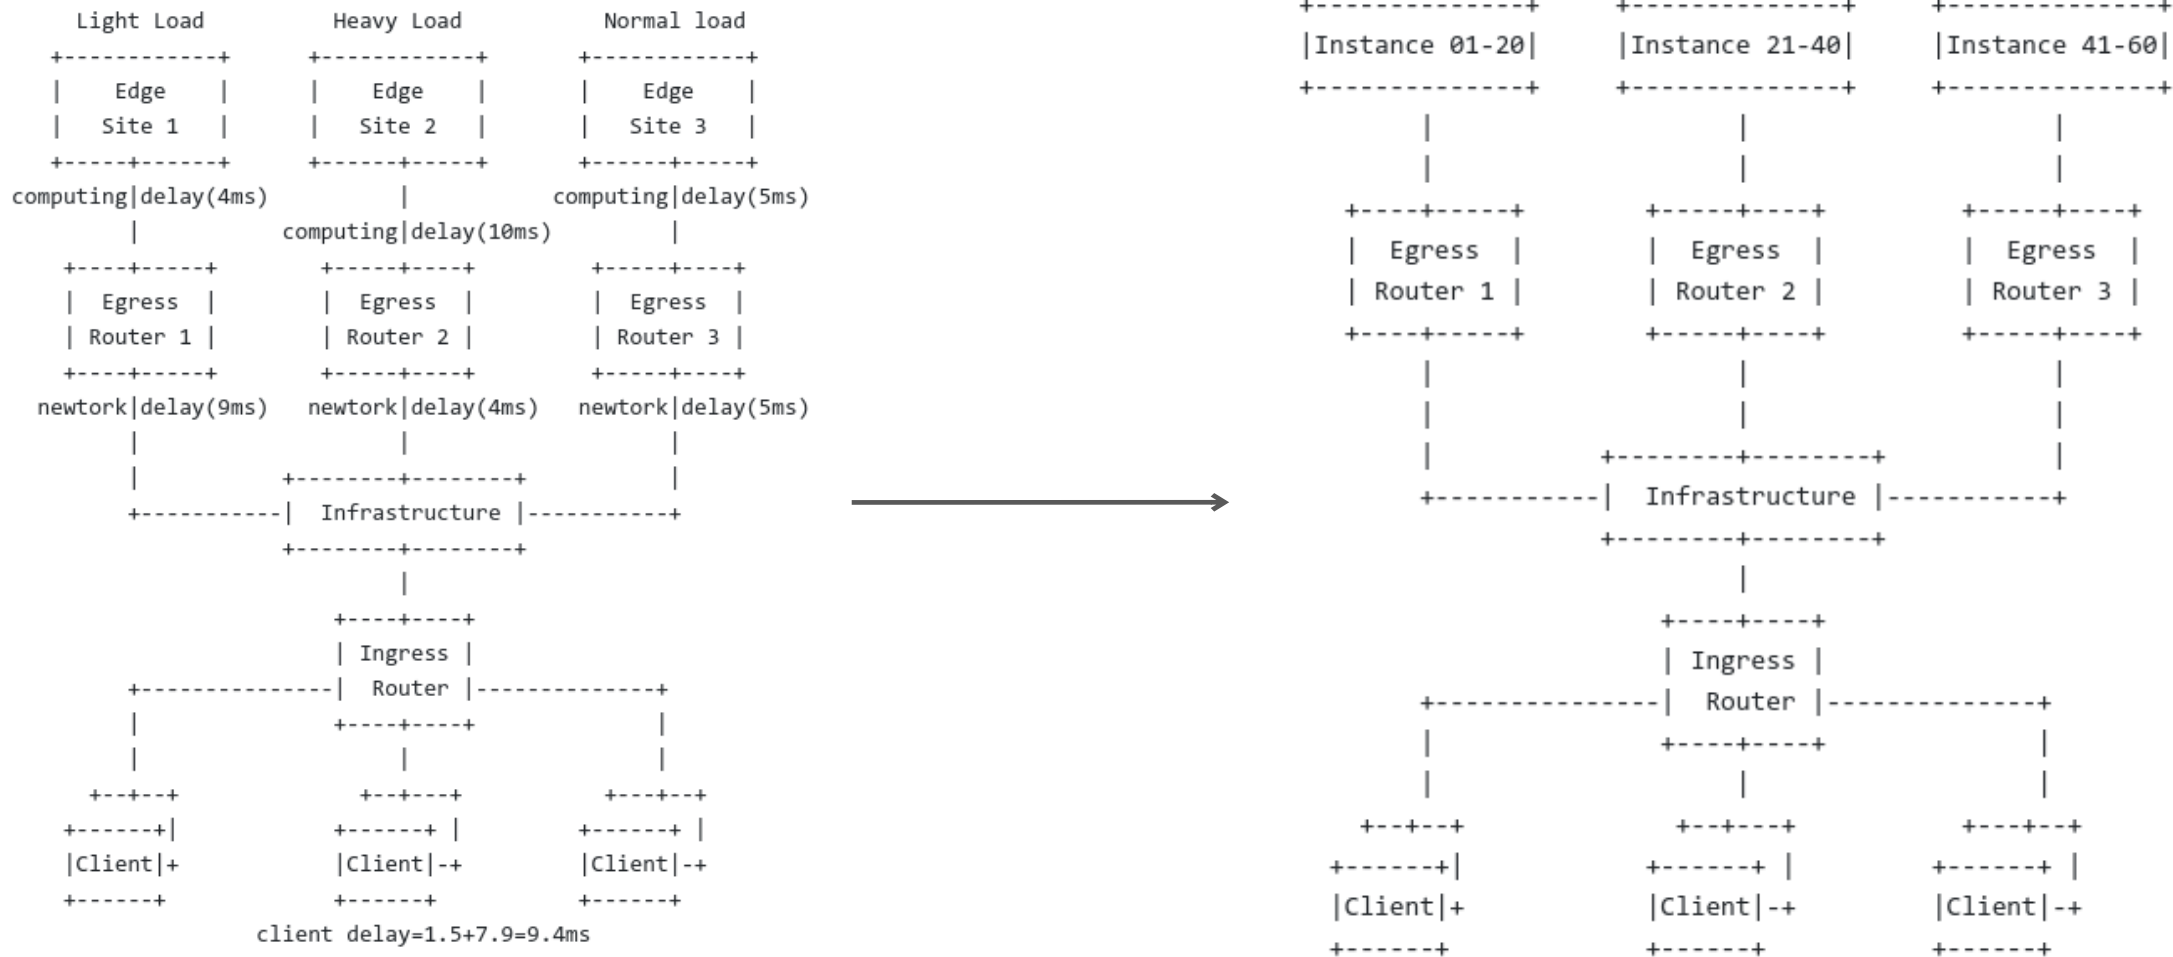 Light Load Heavy Load Normal load
+------------+ +------------+ +------------+
| Edge | | Edge | | Edge |
| Site 1 | | Site 2 | | Site 3 |
+-----+------+ +------+-----+ +------+-----+
computing|delay(4ms) | computing|delay(5ms)
| computing|delay(10ms) |
+----+-----+ +-----+----+ +-----+----+
| Egress | | Egress | | Egress |
| Router 1 | | Router 2 | | Router 3 |
+----+-----+ +-----+----+ +-----+----+
newtork|delay(9ms) newtork|delay(4ms) newtork|delay(5ms)
| | |
| +--------+--------+ |
+-----------| Infrastructure |-----------+
+--------+--------+
|
+----+----+
| Ingress |
+---------------| Router |--------------+
| +----+----+ |
| | |
+--+--+ +--+---+ +---+--+
+------+| +------+ | +------+ |
|Client|+ |Client|-+ |Client|-+
+------+ +------+ +------+
client delay=1.5+7.9=9.4ms
+--------------+ +--------------+ +--------------+
|Instance 01-20| |Instance 21-40| |Instance 41-60|
+--------------+ +--------------+ +--------------+
| | |
| | |
+----+-----+ +-----+----+ +-----+----+
| Egress | | Egress | | Egress |
| Router 1 | | Router 2 | | Router 3 |
+----+-----+ +-----+----+ +-----+----+
| | |
| | |
| +--------+--------+ |
+-----------| Infrastructure |-----------+
+--------+--------+
|
+----+----+
| Ingress |
+---------------| Router |--------------+
| +----+----+ |
| | |
+--+--+ +--+---+ +---+--+
+------+| +------+ | +------+ |
|Client|+ |Client|-+ |Client|-+
+------+ +------+ +------+